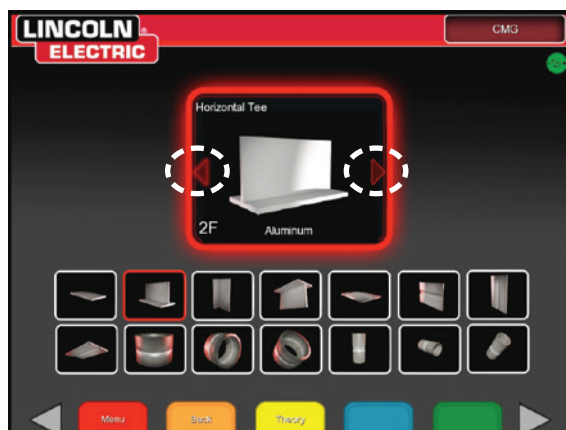 LINCOLN
ELECTRIC
CMG
Horizontal Tee
2F
Aluminum
Menu
Back
Theory